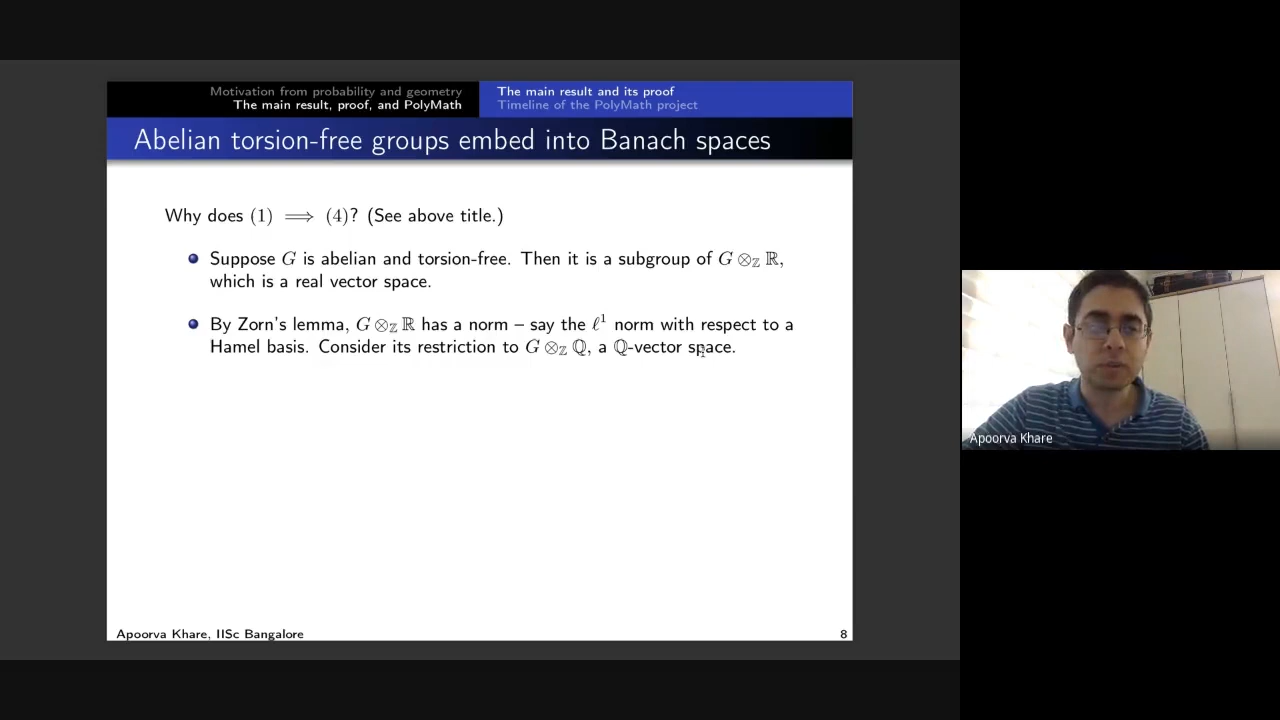 Motivation from probability and geometry
The main result, proof, and PolyMath
The main result and its proof
Timeline of the PolyMath project
Abelian torsion-free groups embed into Banach spaces
Why does (1) ⟹ (4)? (See above title.)
Suppose G is abelian and torsion-free. Then it is a subgroup of G ⊗_ℤ ℝ,
which is a real vector space.
By Zorn's lemma, G ⊗_ℤ ℝ has a norm – say the ℓ¹ norm with respect to a
Hamel basis. Consider its restriction to G ⊗_ℤ ℚ, a ℚ-vector space.
Apoorva Khare, IISc Bangalore
8
Apoorva Khare